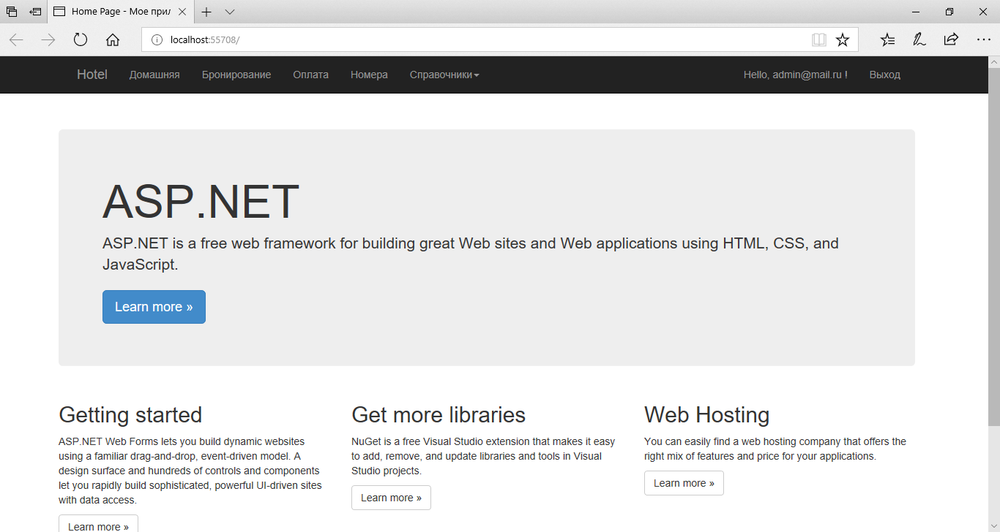 Home Page - Мое прил
localhost:55708/
Hotel Домашняя Бронирование Оплата Номера Справочники Hello, admin@mail.ru ! Выход
ASP.NET
ASP.NET is a free web framework for building great Web sites and Web applications using HTML, CSS, and
JavaScript.
Learn more »
Getting started
ASP.NET Web Forms lets you build dynamic websites
using a familiar drag-and-drop, event-driven model. A
design surface and hundreds of controls and components
let you rapidly build sophisticated, powerful UI-driven sites
with data access.
Learn more »
Get more libraries
NuGet is a free Visual Studio extension that makes it easy
to add, remove, and update libraries and tools in Visual
Studio projects.
Learn more »
Web Hosting
You can easily find a web hosting company that offers the
right mix of features and price for your applications.
Learn more »